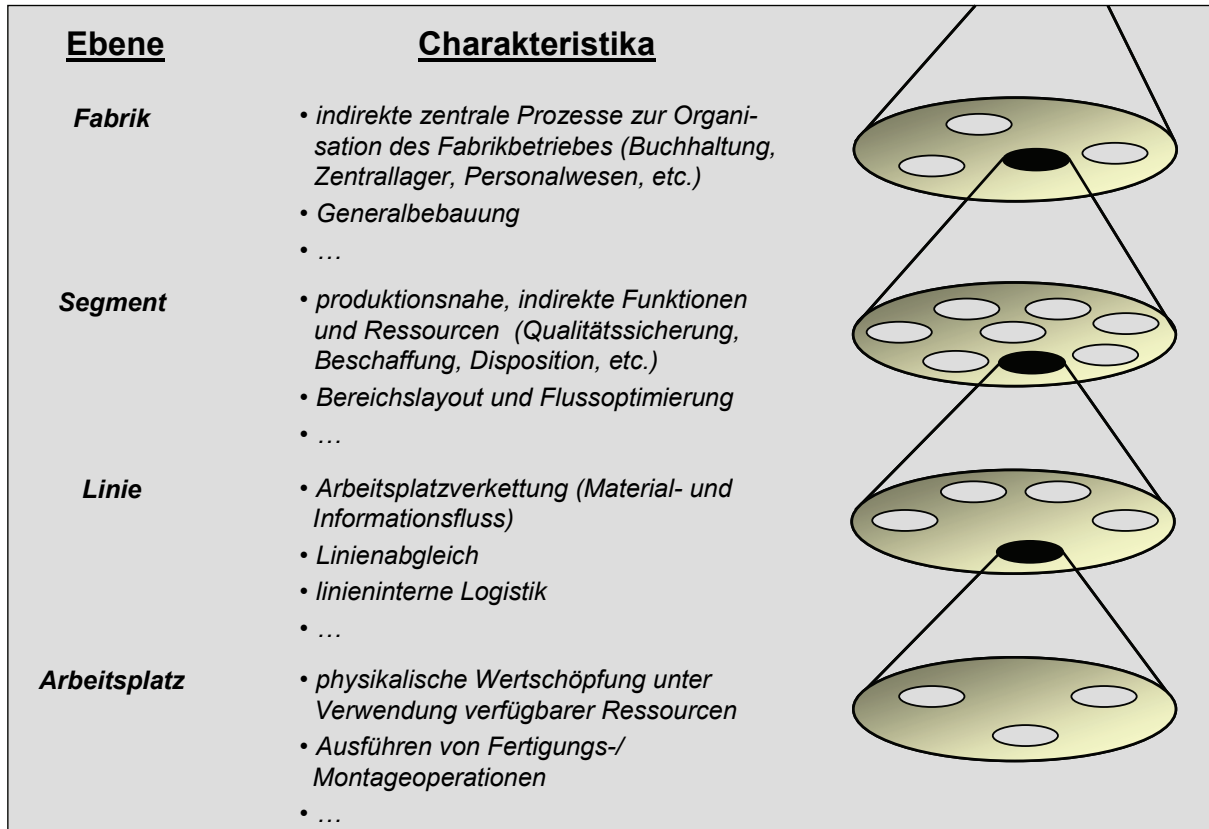 Ebene Charakteristika
Fabrik • indirekte zentrale Prozesse zur Organi-
sation des Fabrikbetriebes (Buchhaltung,
Zentrallager, Personalwesen, etc.)
• Generalbebauung
• …
Segment • produktionsnahe, indirekte Funktionen
und Ressourcen (Qualitätssicherung,
Beschaffung, Disposition, etc.)
• Bereichslayout und Flussoptimierung
• …
Linie • Arbeitsplatzverkettung (Material- und
Informationsfluss)
• Linienabgleich
• linieninterne Logistik
• …
Arbeitsplatz • physikalische Wertschöpfung unter
Verwendung verfügbarer Ressourcen
• Ausführen von Fertigungs-/
Montageoperationen
• …